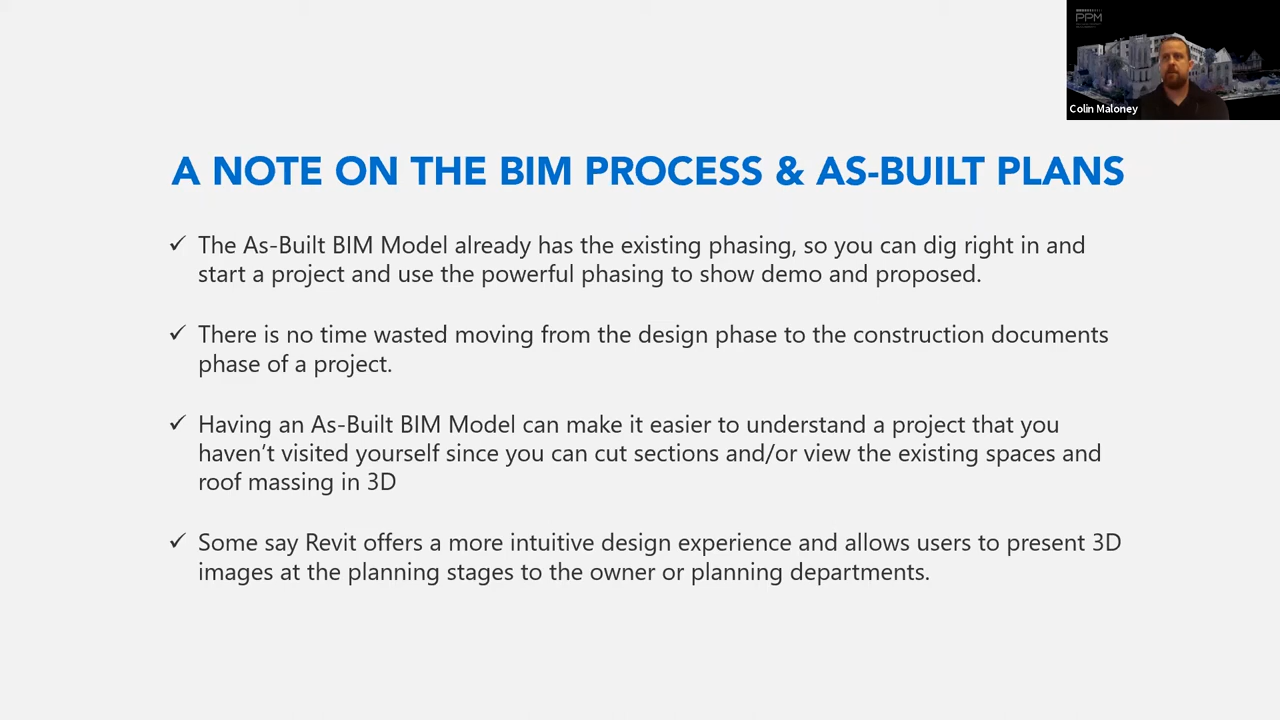 PPM
Colin Maloney
A NOTE ON THE BIM PROCESS & AS-BUILT PLANS
✓ The As-Built BIM Model already has the existing phasing, so you can dig right in and
start a project and use the powerful phasing to show demo and proposed.
✓ There is no time wasted moving from the design phase to the construction documents
phase of a project.
✓ Having an As-Built BIM Model can make it easier to understand a project that you
haven’t visited yourself since you can cut sections and/or view the existing spaces and
roof massing in 3D
✓ Some say Revit offers a more intuitive design experience and allows users to present 3D
images at the planning stages to the owner or planning departments.